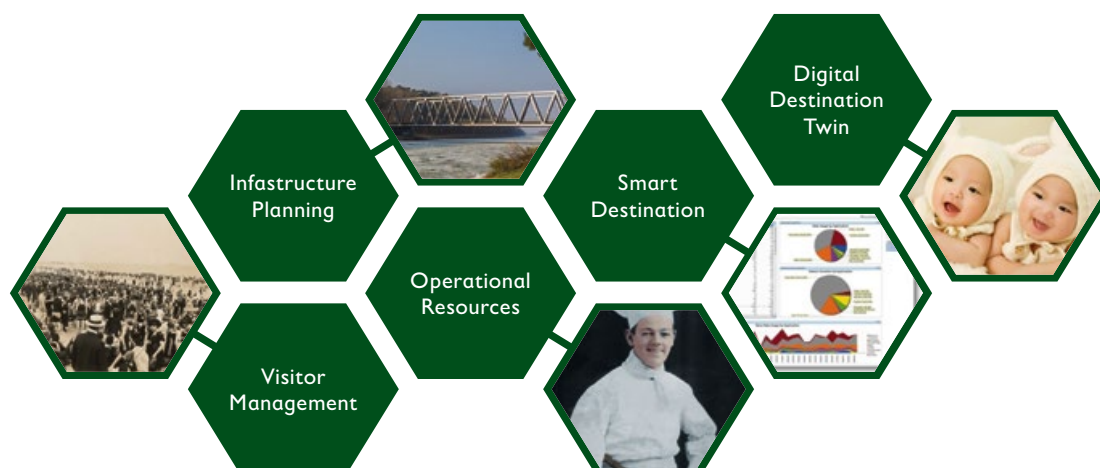 Digital
Destination
Twin
Infastructure
Planning
Smart
Destination
Operational
Resources
Visitor
Management